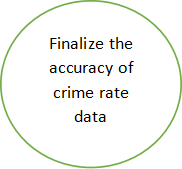 Finalize the
accuracy of
crime rate
data